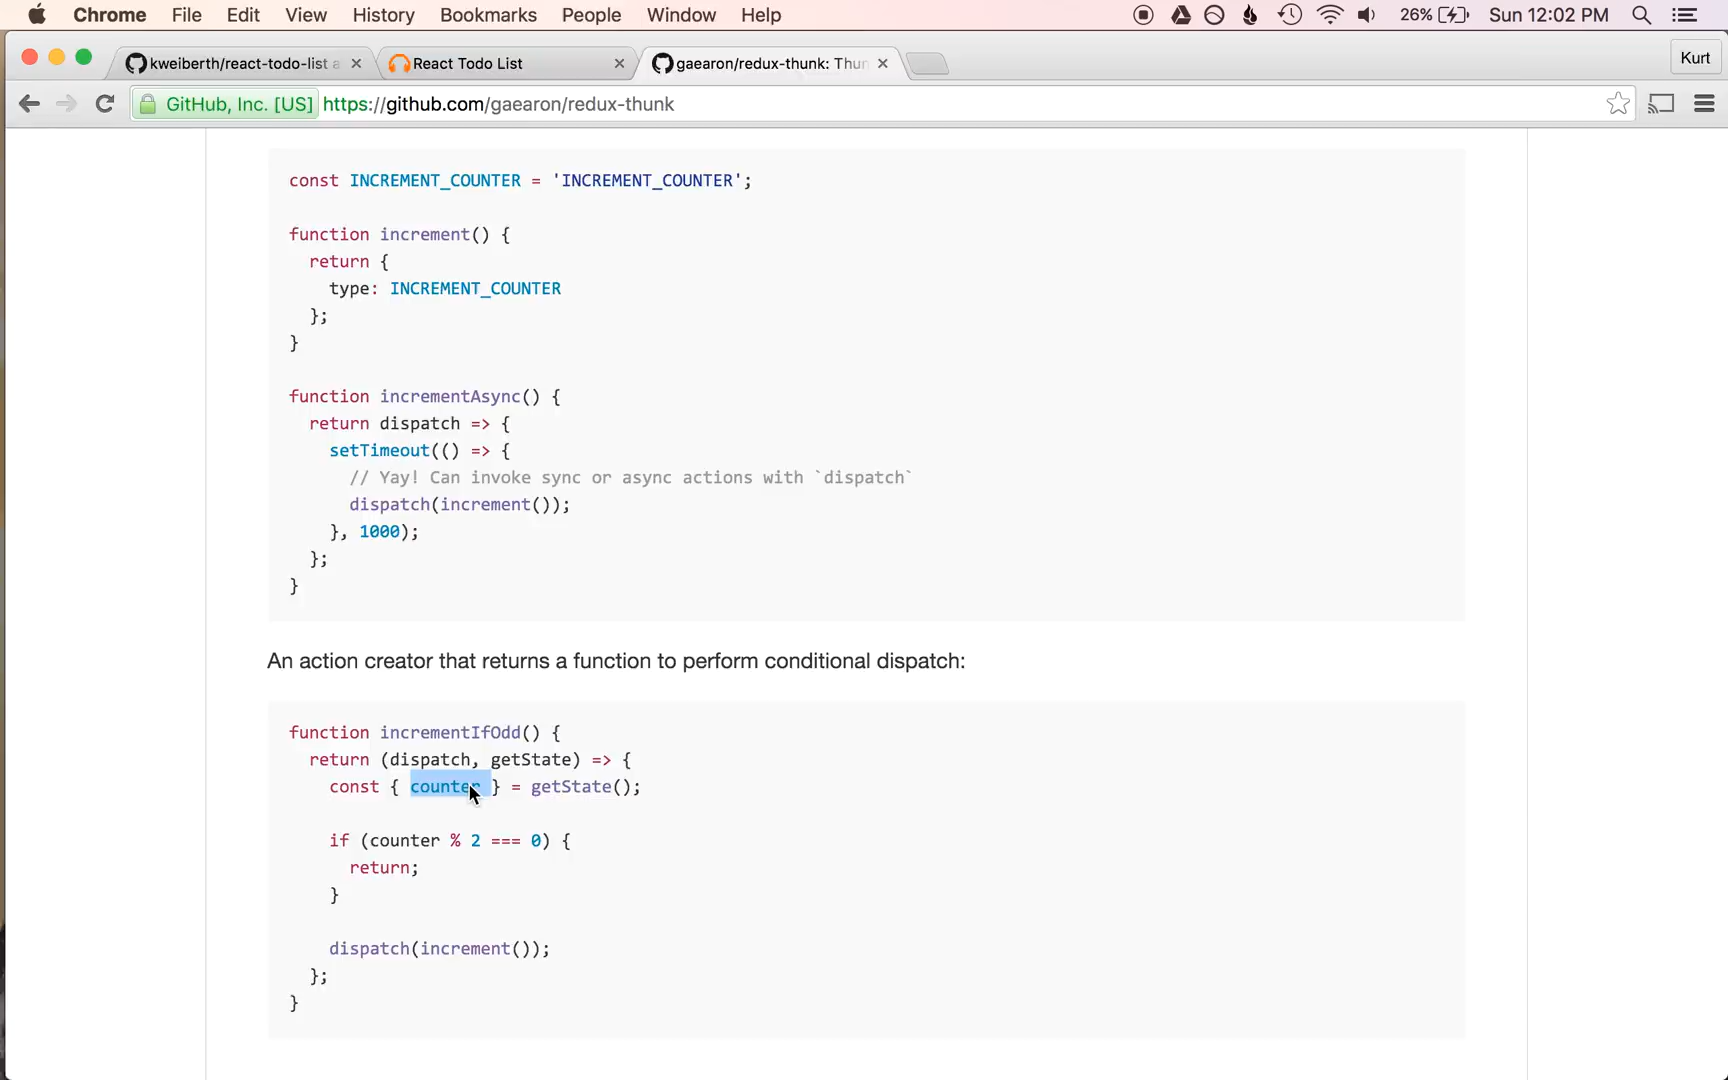 Chrome File Edit View History Bookmarks People Window Help 26% Sun 12:02 PM
kweiberth/react-todo-list a React Todo List gaearon/redux-thunk: Thun Kurt
GitHub, Inc. [US] https://github.com/gaearon/redux-thunk
const INCREMENT_COUNTER = 'INCREMENT_COUNTER';
function increment() {
return {
type: INCREMENT_COUNTER
};
}
function incrementAsync() {
return dispatch => {
setTimeout(() => {
// Yay! Can invoke sync or async actions with `dispatch`
dispatch(increment());
}, 1000);
};
}
An action creator that returns a function to perform conditional dispatch:
function incrementIfOdd() {
return (dispatch, getState) => {
const { counter } = getState();
if (counter % 2 === 0) {
return;
}
dispatch(increment());
};
}